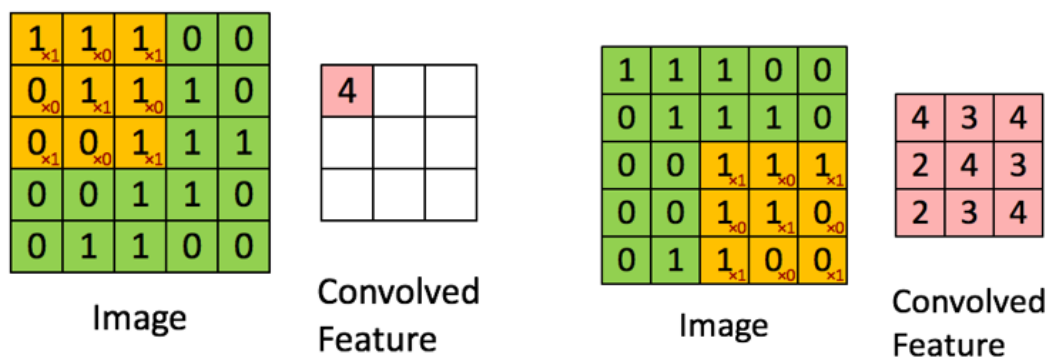 1×1 1×0 1×1 0 0
0×0 1×1 1×0 1 0
0×1 0×0 1×1 1 1
0 0 1 1 0
0 1 1 0 0
Image
4
Convolved
Feature
1 1 1 0 0
0 1 1 1 0
0 0 1×1 1×0 1×1
0 0 1×0 1×1 0×0
0 1 1×1 0×0 0×1
Image
4 3 4
2 4 3
2 3 4
Convolved
Feature